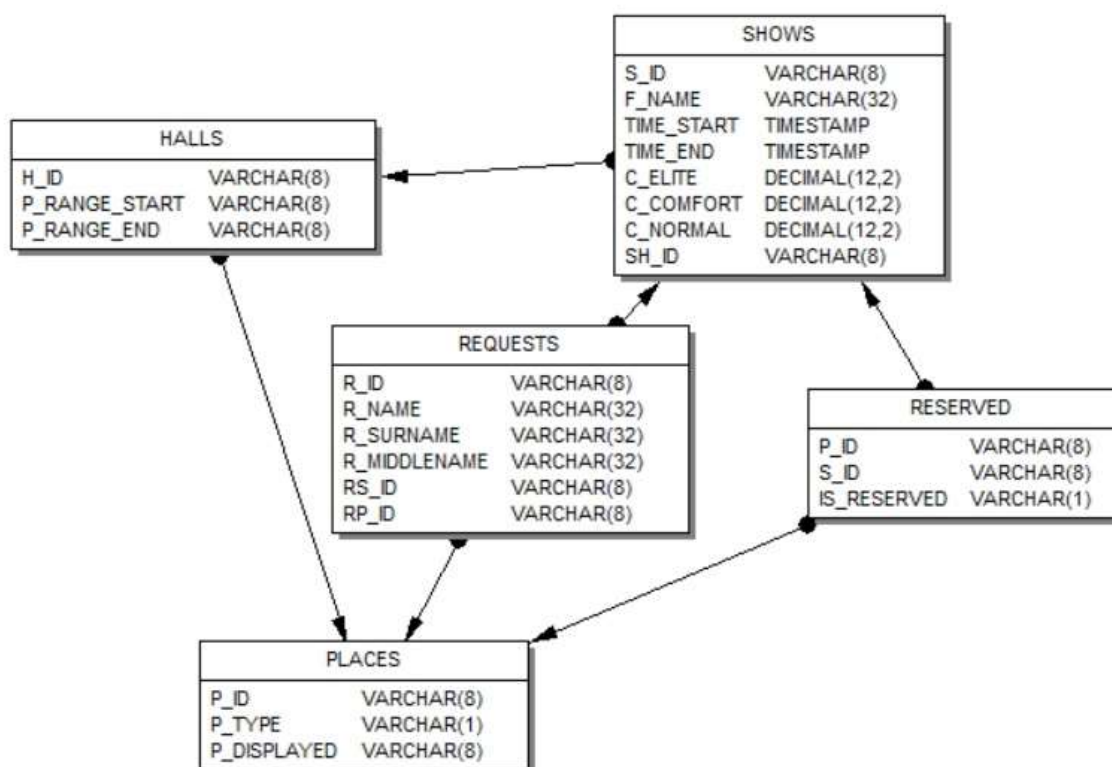 SHOWS
S_ID VARCHAR(8)
F_NAME VARCHAR(32)
TIME_START TIMESTAMP
TIME_END TIMESTAMP
C_ELITE DECIMAL(12,2)
C_COMFORT DECIMAL(12,2)
C_NORMAL DECIMAL(12,2)
SH_ID VARCHAR(8)
HALLS
H_ID VARCHAR(8)
P_RANGE_START VARCHAR(8)
P_RANGE_END VARCHAR(8)
REQUESTS
R_ID VARCHAR(8)
R_NAME VARCHAR(32)
R_SURNAME VARCHAR(32)
R_MIDDLENAME VARCHAR(32)
RS_ID VARCHAR(8)
RP_ID VARCHAR(8)
RESERVED
P_ID VARCHAR(8)
S_ID VARCHAR(8)
IS_RESERVED VARCHAR(1)
PLACES
P_ID VARCHAR(8)
P_TYPE VARCHAR(1)
P_DISPLAYED VARCHAR(8)